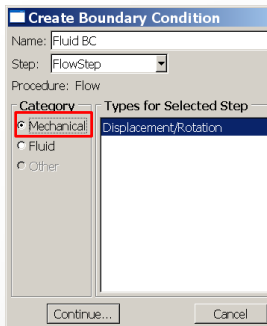 Create Boundary Condition
Name: Fluid BC
Step: FlowStep
Procedure: Flow
Category
Types for Selected Step
Mechanical
Displacement/Rotation
Fluid
Other
Continue...
Cancel